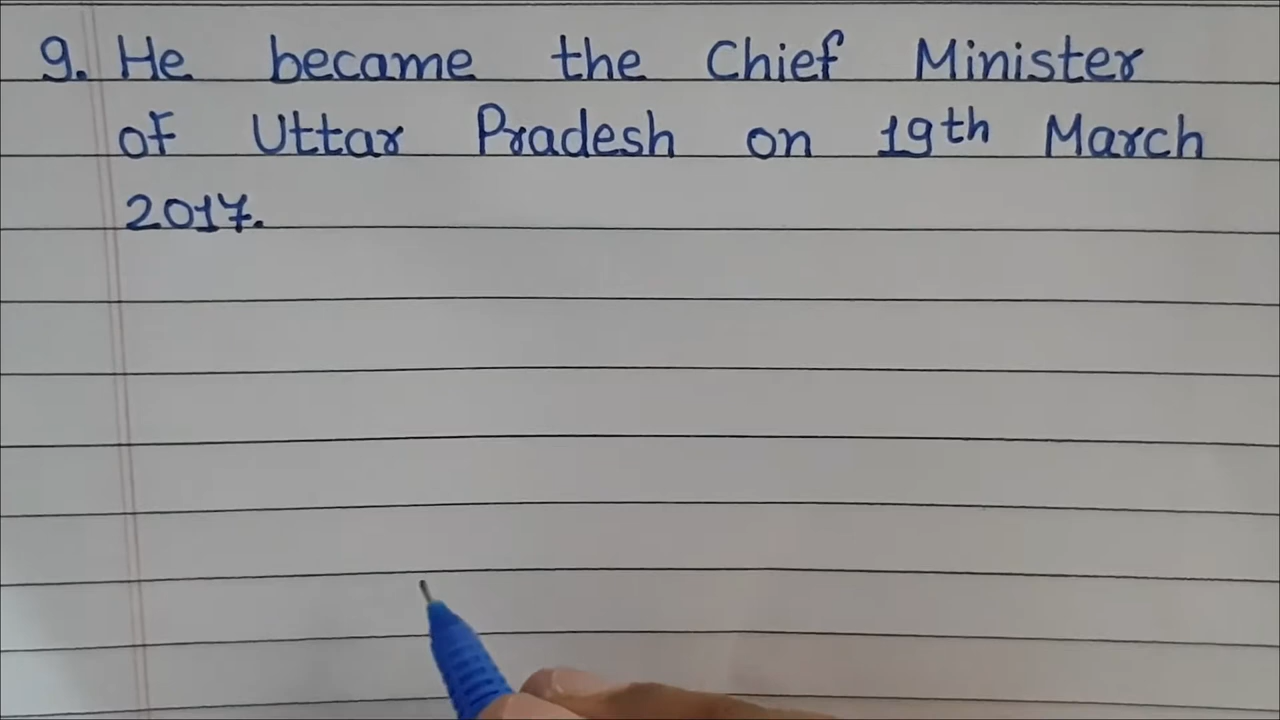 9. He became the Chief Minister
of Uttar Pradesh on 19th March
2017.